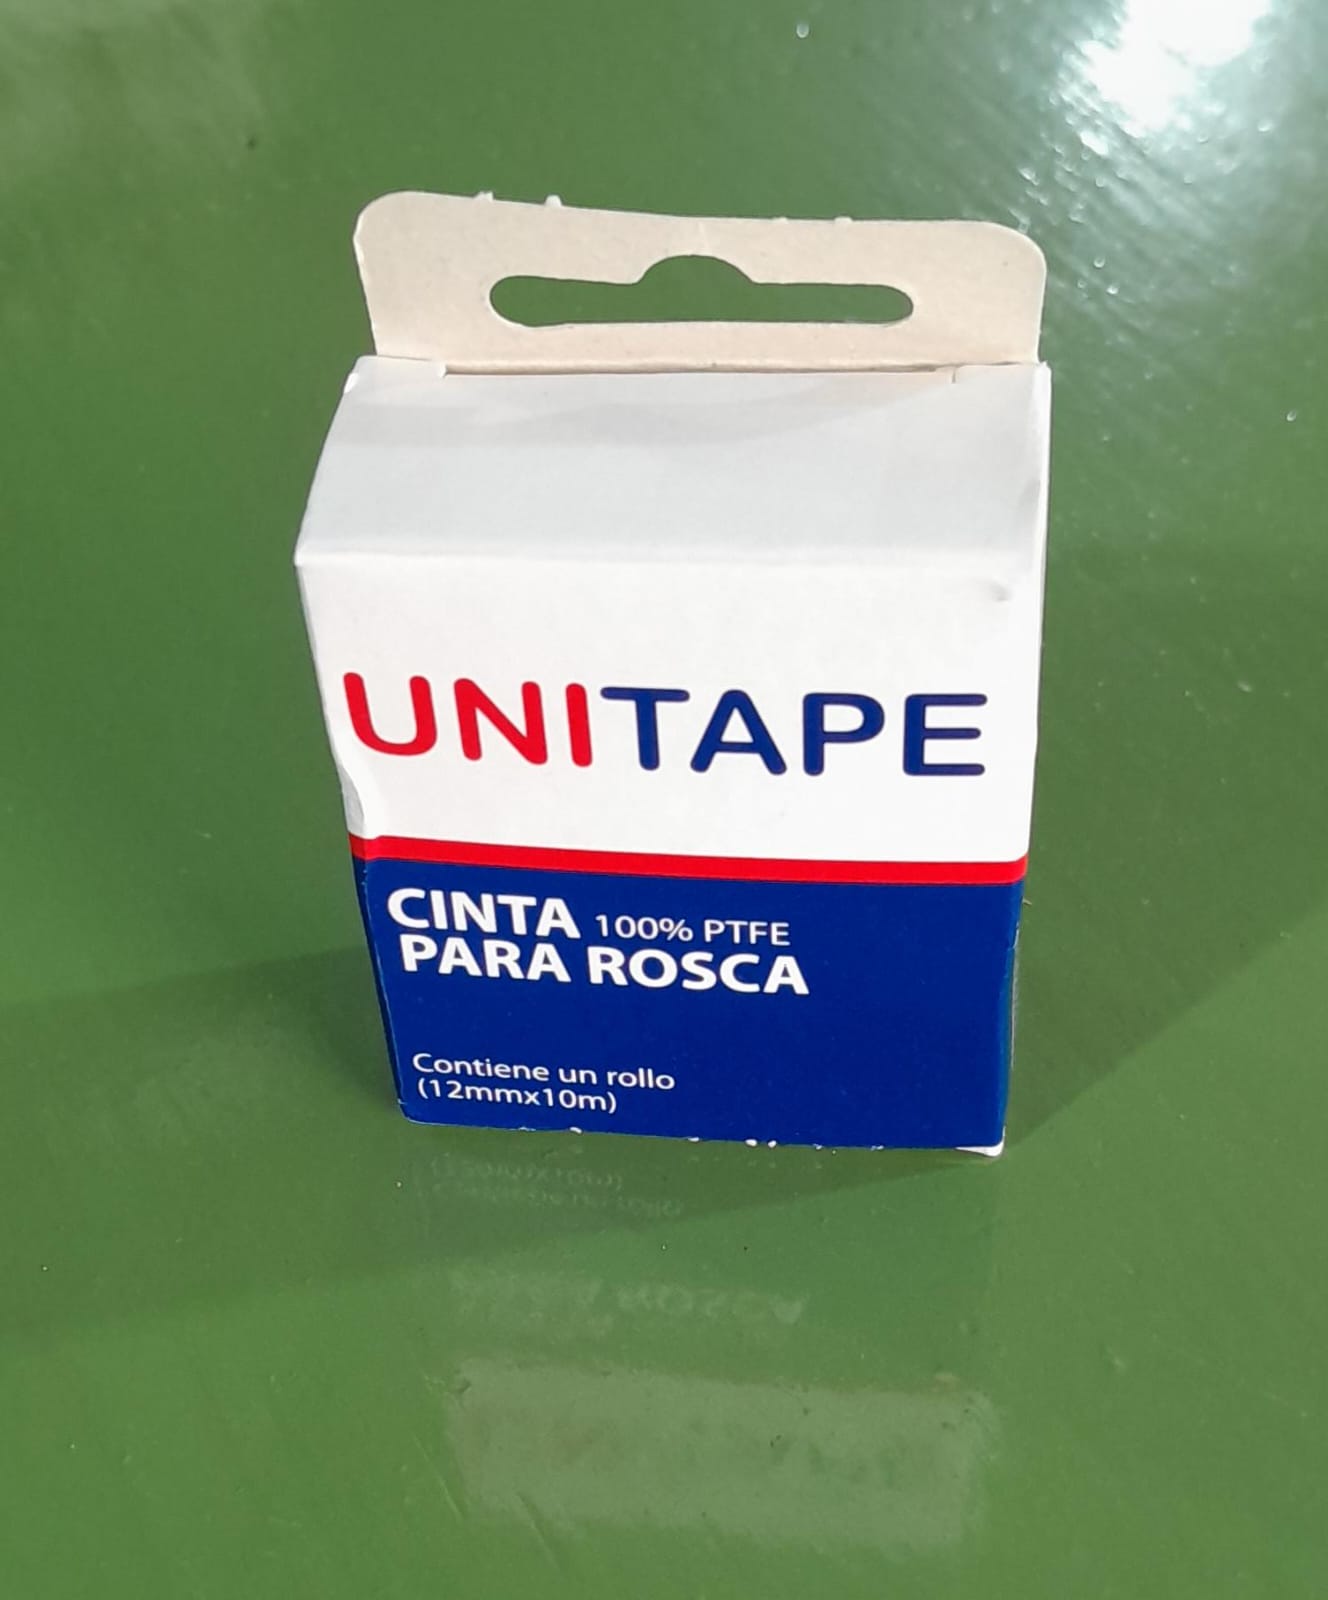 UNITAPE
CINTA 100% PTFE
PARA ROSCA
Contiene un rollo
(12mmx10m)